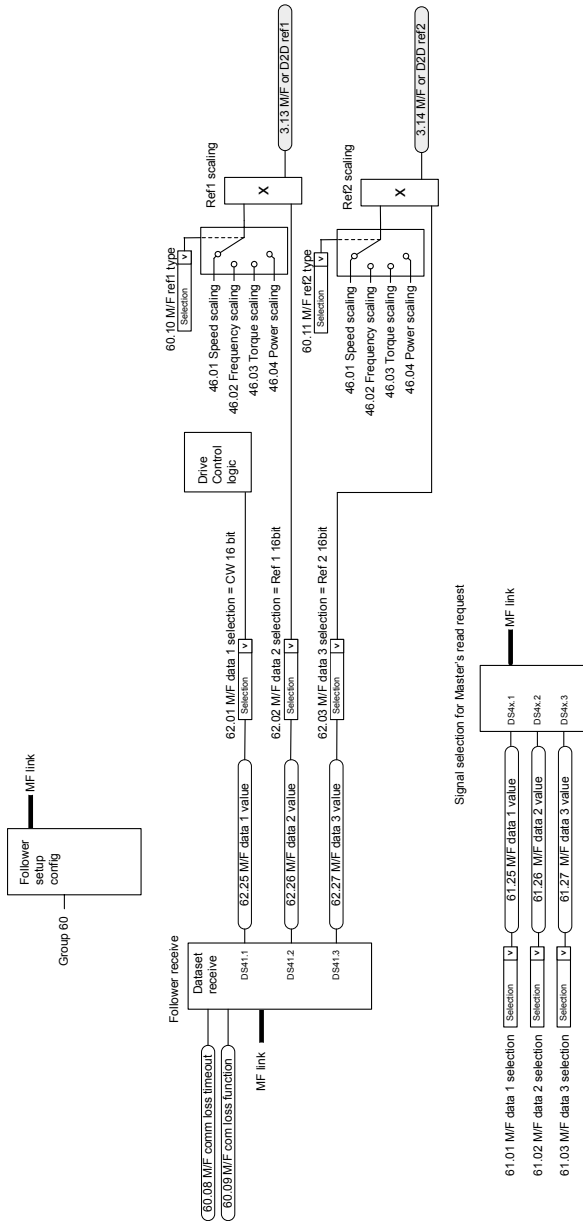 Follower
setup
config
MF link
Group 60
Follower receive
60.08 M/F comm loss timeout
60.09 M/F com loss function
MF link
Dataset
receive
DS41.1
DS41.2
DS41.3
62.25 M/F data 1 value
62.26 M/F data 2 value
62.27 M/F data 3 value
62.01 M/F data 1 selection = CW 16 bit
Selection
62.02 M/F data 2 selection = Ref 1 16bit
Selection
62.03 M/F data 3 selection = Ref 2 16bit
Selection
Drive
Control
logic
60.10 M/F ref1 type
Selection
46.01 Speed scaling
46.02 Frequency scaling
46.03 Torque scaling
46.04 Power scaling
Ref1 scaling
X
3.13 M/F or D2D ref1
60.11 M/F ref2 type
Selection
46.01 Speed scaling
46.02 Frequency scaling
46.03 Torque scaling
46.04 Power scaling
Ref2 scaling
X
3.14 M/F or D2D ref2
Signal selection for Master's read request
61.01 M/F data 1 selection
Selection
61.25 M/F data 1 value
DS4x.1
61.02 M/F data 2 selection
Selection
61.26 M/F data 2 value
DS4x.2
61.03 M/F data 3 selection
Selection
61.27 M/F data 3 value
DS4x.3
MF link